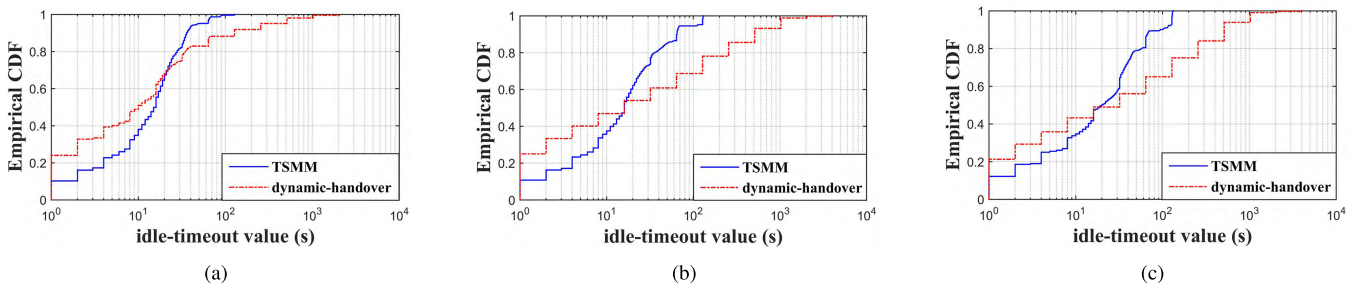 1
0.8
0.6
0.4
0.2
0
Empirical CDF
TSMM
dynamic-handover
10^0 10^1 10^2 10^3 10^4
idle-timeout value (s)
(a)
1
0.8
0.6
0.4
0.2
0
Empirical CDF
TSMM
dynamic-handover
10^0 10^1 10^2 10^3 10^4
idle-timeout value (s)
(b)
1
0.8
0.6
0.4
0.2
0
Empirical CDF
TSMM
dynamic-handover
10^0 10^1 10^2 10^3 10^4
idle-timeout value (s)
(c)